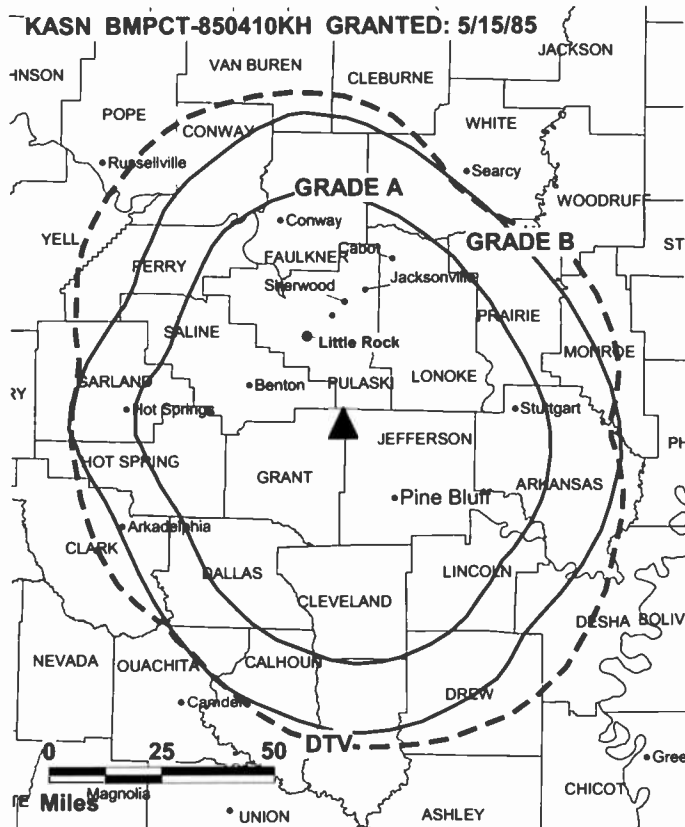 KASN BMPCT-850410KH GRANTED: 5/15/85
JACKSON
HNSON
VAN BUREN
CLEBURNE
POPE
CONWAY
WHITE
Russellville
Searcy
GRADE A
WOODRUFF
Conway
YELL
GRADE B
ST
FAULKNER
Cabot
PERRY
Jacksonville
Sherwood
PRAIRIE
SALINE
Little Rock
MONROE
GARLAND
LONOKE
RY
Benton
PULASKI
Hot Springs
Stuttgart
JEFFERSON
PH
HOT SPRING
GRANT
ARKANSAS
Pine Bluff
Arkadelphia
CLARK
DALLAS
LINCOLN
CLEVELAND
DESHA
BOLIV
NEVADA
OUACHITA
CALHOUN
DREW
Camden
DTV
0 25 50
Gree
Magnolia
TE Miles
CHICOT
UNION
ASHLEY